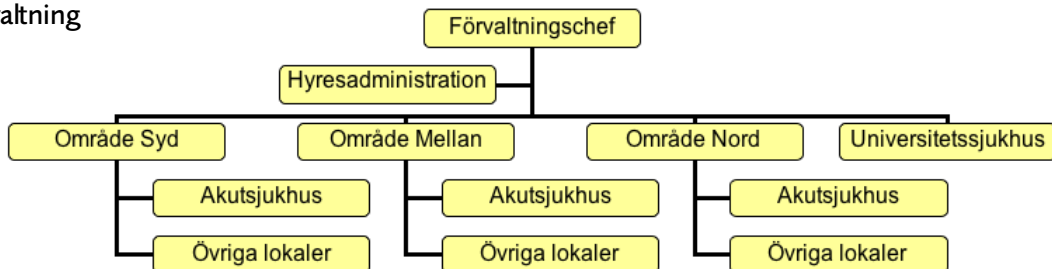 altning
Förvaltningschef
Hyresadministration
Område Syd
Område Mellan
Område Nord
Universitetssjukhus
Akutsjukhus
Akutsjukhus
Akutsjukhus
Övriga lokaler
Övriga lokaler
Övriga lokaler